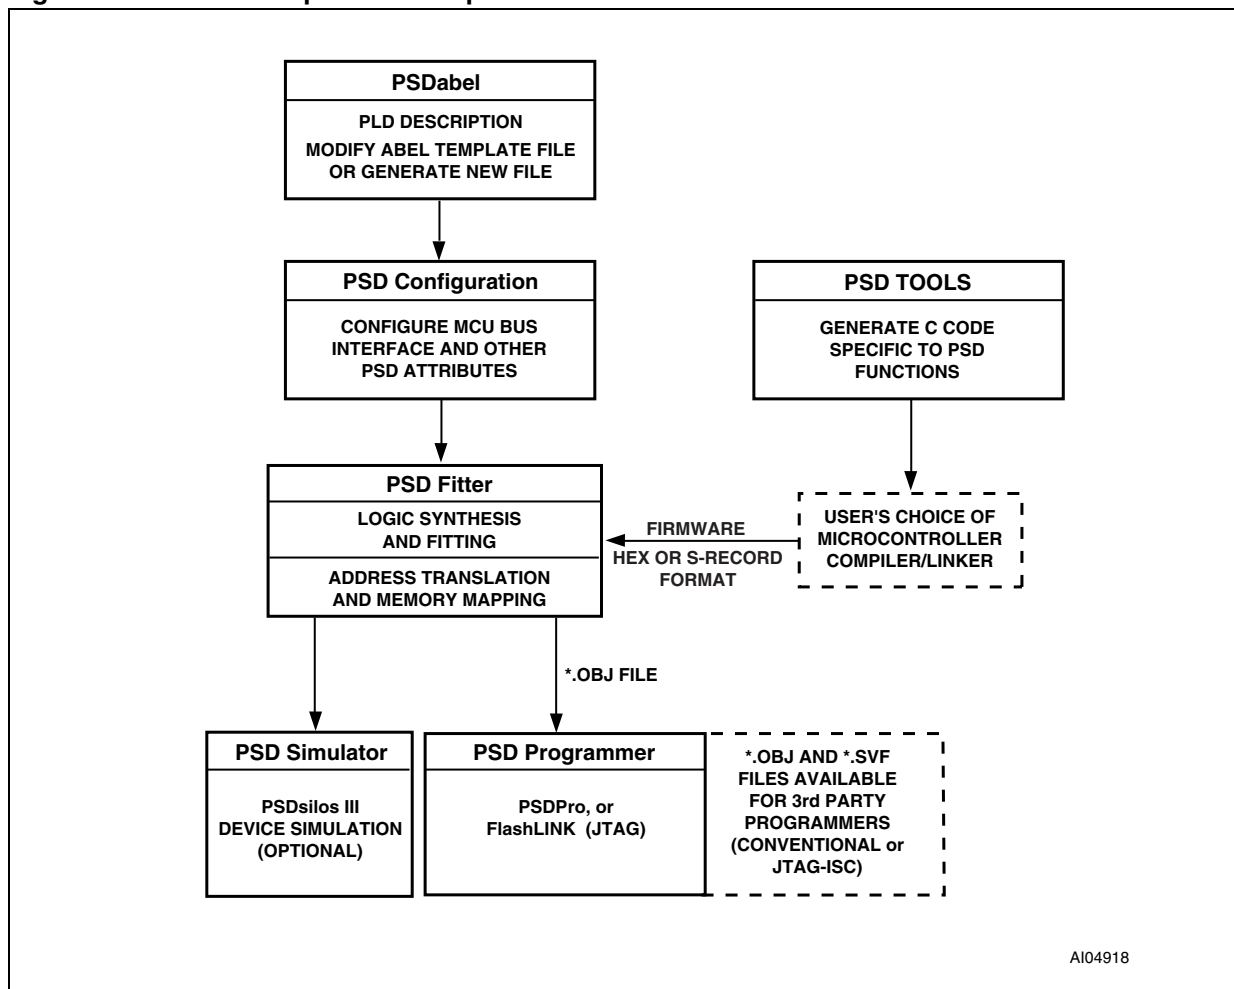 PSDabel
PLD DESCRIPTION
MODIFY ABEL TEMPLATE FILE
OR GENERATE NEW FILE
PSD Configuration
CONFIGURE MCU BUS
INTERFACE AND OTHER
PSD ATTRIBUTES
PSD TOOLS
GENERATE C CODE
SPECIFIC TO PSD
FUNCTIONS
PSD Fitter
LOGIC SYNTHESIS
AND FITTING
ADDRESS TRANSLATION
AND MEMORY MAPPING
FIRMWARE
HEX OR S-RECORD
FORMAT
USER'S CHOICE OF
MICROCONTROLLER
COMPILER/LINKER
*.OBJ FILE
PSD Simulator
PSDsilos III
DEVICE SIMULATION
(OPTIONAL)
PSD Programmer
PSDPro, or
FlashLINK (JTAG)
*.OBJ AND *.SVF
FILES AVAILABLE
FOR 3rd PARTY
PROGRAMMERS
(CONVENTIONAL or
JTAG-ISC)
AI04918